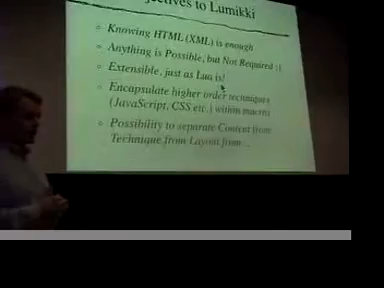 jectives to Lumikki
Knowing HTML (XML) is enough
Anything is Possible, but Not Required :)
Extensible, just as Lua is!
Encapsulate higher order techniques
(JavaScript, CSS etc.) within macros
Possibility to separate Content from
Technique from Layout from ...